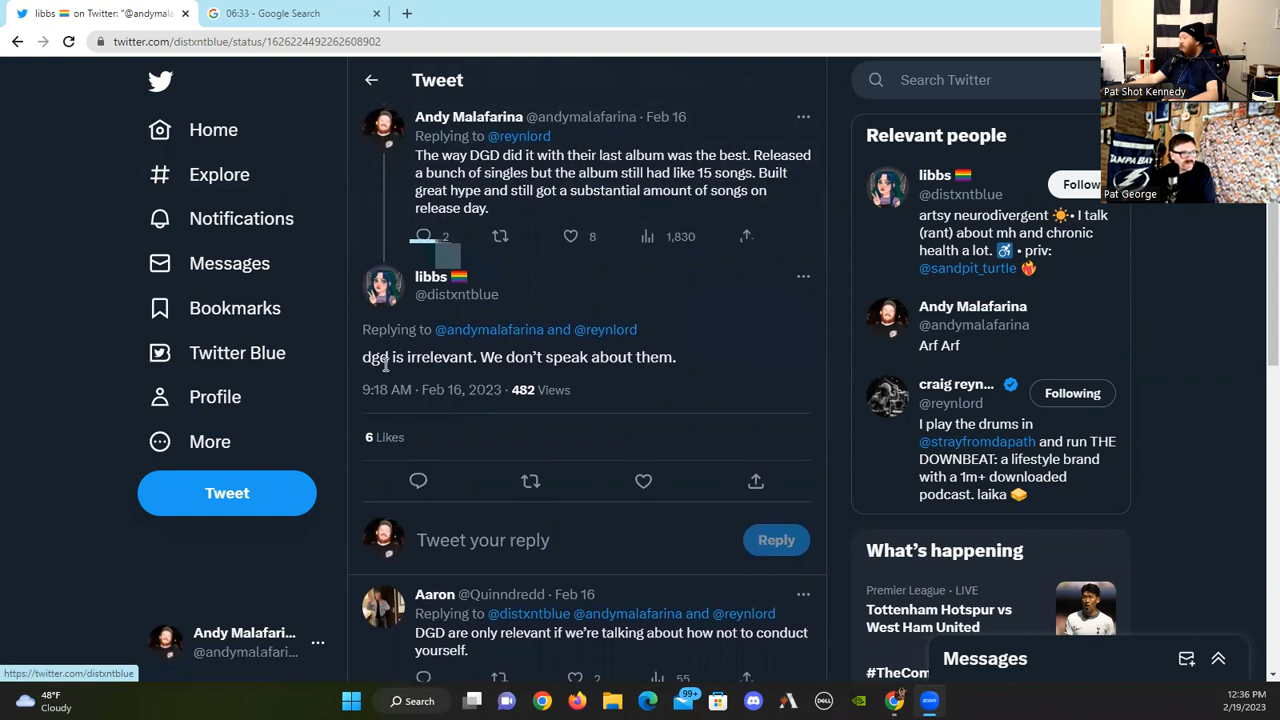 libbs on Twitter: "@andymala
06:33 - Google Search
twitter.com/distxntblue/status/1626224492262608902
Pat Shot Kennedy
TAMPA BAY
Pat George
Home
Explore
Notifications
Messages
Bookmarks
Twitter Blue
Profile
More
Tweet
Andy Malafari...
@andymalafari...
Tweet
Andy Malafarina @andymalafarina · Feb 16
Replying to @reynlord
The way DGD did it with their last album was the best. Released
a bunch of singles but the album still had like 15 songs. Built
great hype and still got a substantial amount of songs on
release day.
2 8 1,830
libbs
@distxntblue
Replying to @andymalafarina and @reynlord
dgd is irrelevant. We don't speak about them.
9:18 AM · Feb 16, 2023 · 482 Views
6 Likes
Tweet your reply
Reply
Aaron @Quinndredd · Feb 16
Replying to @distxntblue @andymalafarina and @reynlord
DGD are only relevant if we're talking about how not to conduct
yourself.
2 55
Search Twitter
Relevant people
libbs
@distxntblue
Follow
artsy neurodivergent • I talk
(rant) about mh and chronic
health a lot. • priv:
@sandpit_turtle
Andy Malafarina
@andymalafarina
Arf Arf
craig reyn...
@reynlord
Following
I play the drums in
@strayfromdapath and run THE
DOWNBEAT: a lifestyle brand
with a 1m+ downloaded
podcast. laika
What's happening
Premier League · LIVE
Tottenham Hotspur vs
West Ham United
#TheCom
Messages
https://twitter.com/distxntblue
48°F
Cloudy
Search
99+
DELL
zoom
12:36 PM
2/19/2023